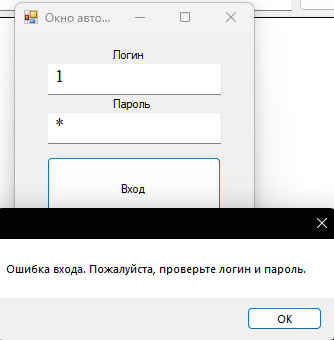 Окно авто...
Логин
1
Пароль
*
Вход
Ошибка входа. Пожалуйста, проверьте логин и пароль.
OK